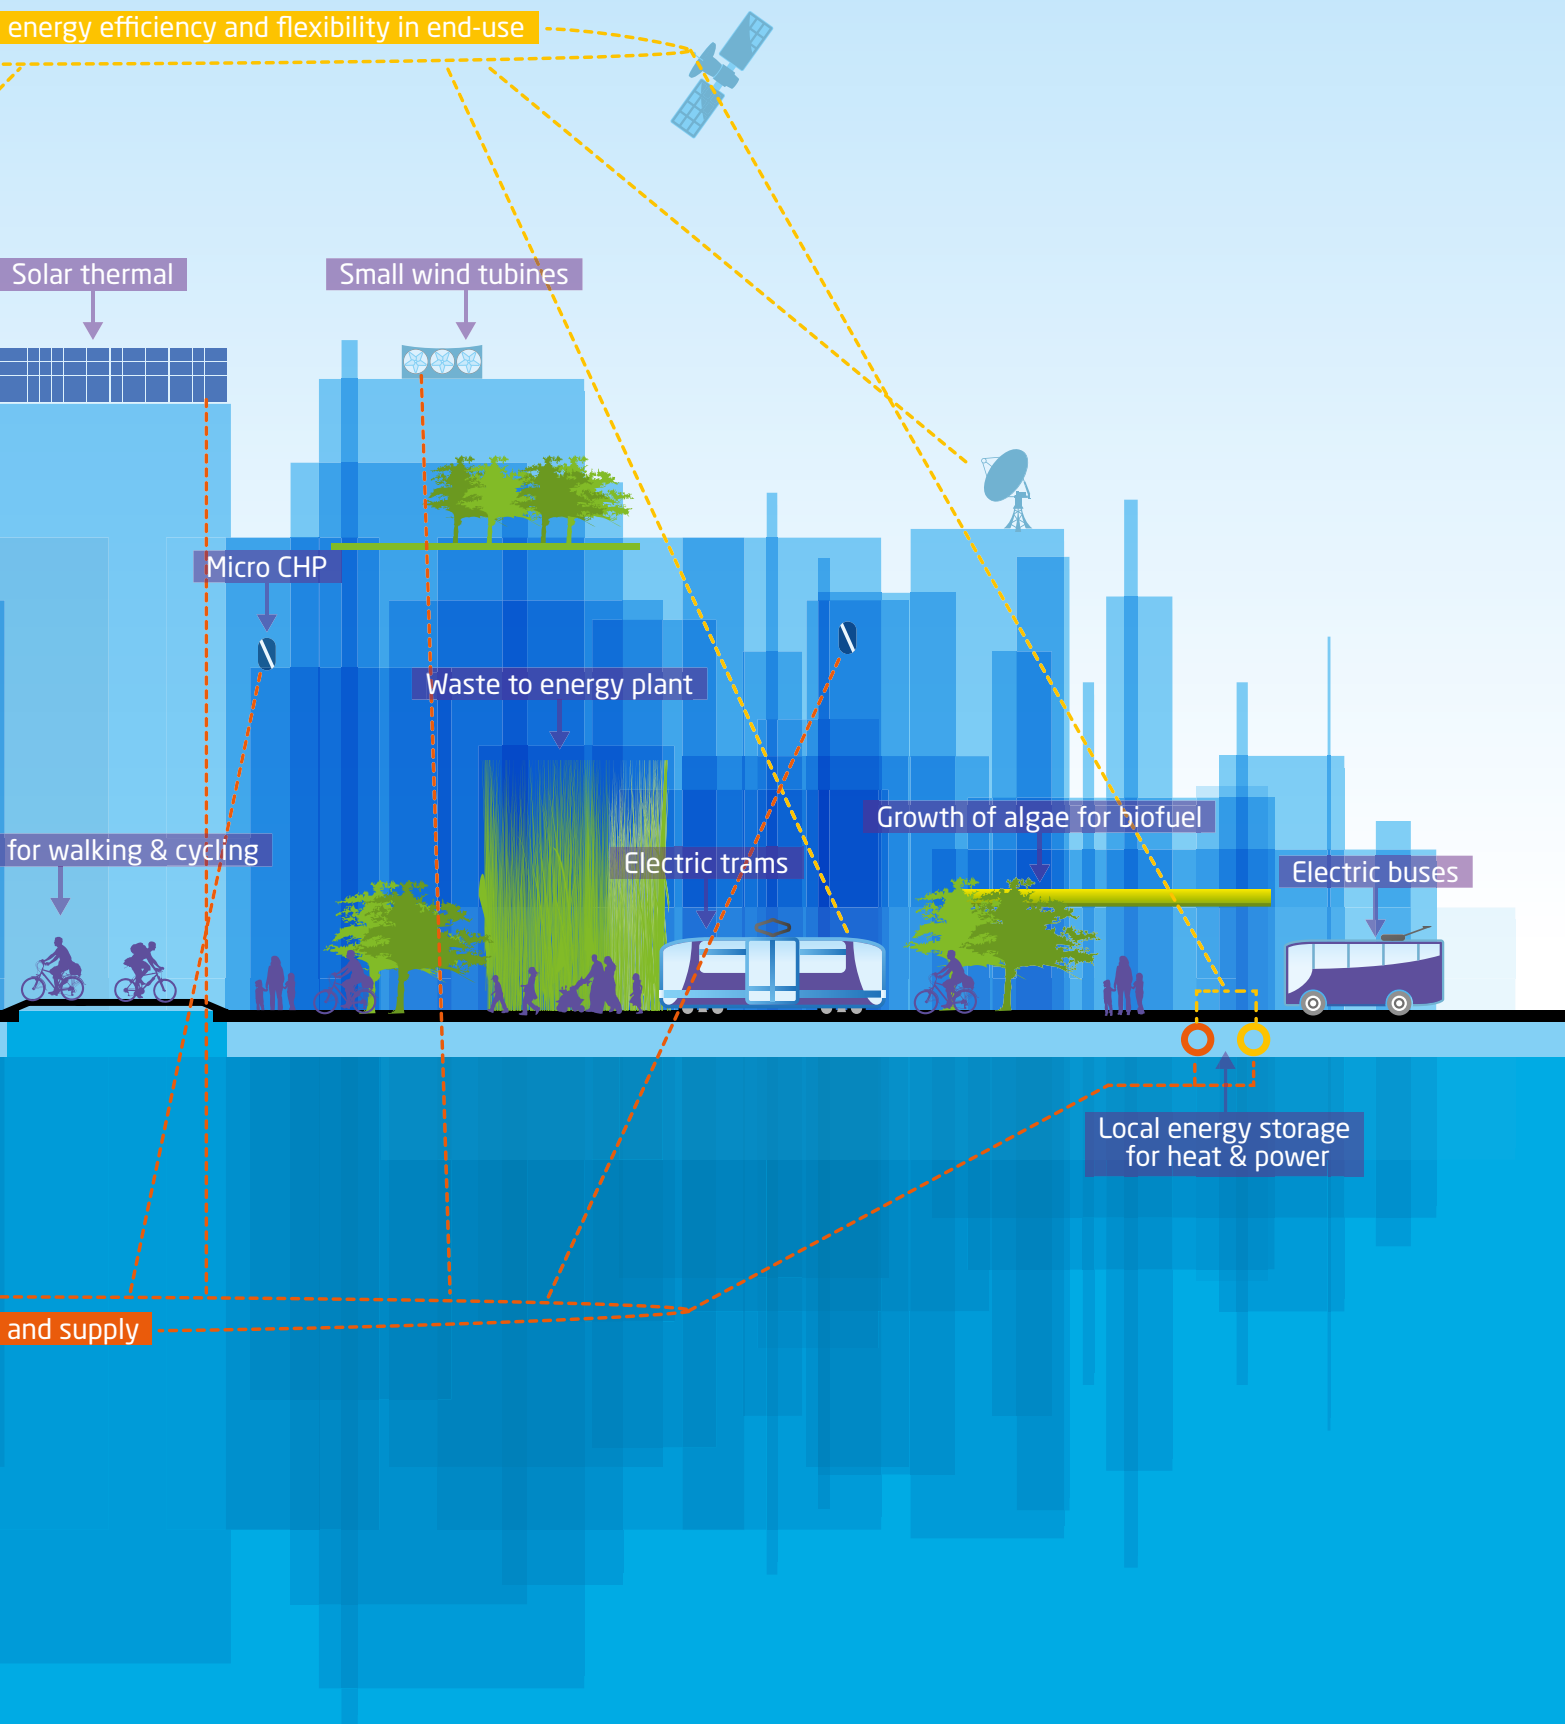 energy efficiency and flexibility in end-use
Solar thermal
Small wind tubines
Micro CHP
Waste to energy plant
Growth of algae for biofuel
for walking & cycling
Electric trams
Electric buses
Local energy storage
for heat & power
and supply